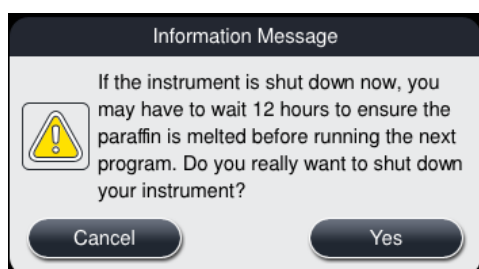 Information Message
If the instrument is shut down now, you
may have to wait 12 hours to ensure the
paraffin is melted before running the next
program. Do you really want to shut down
your instrument?
Cancel
Yes